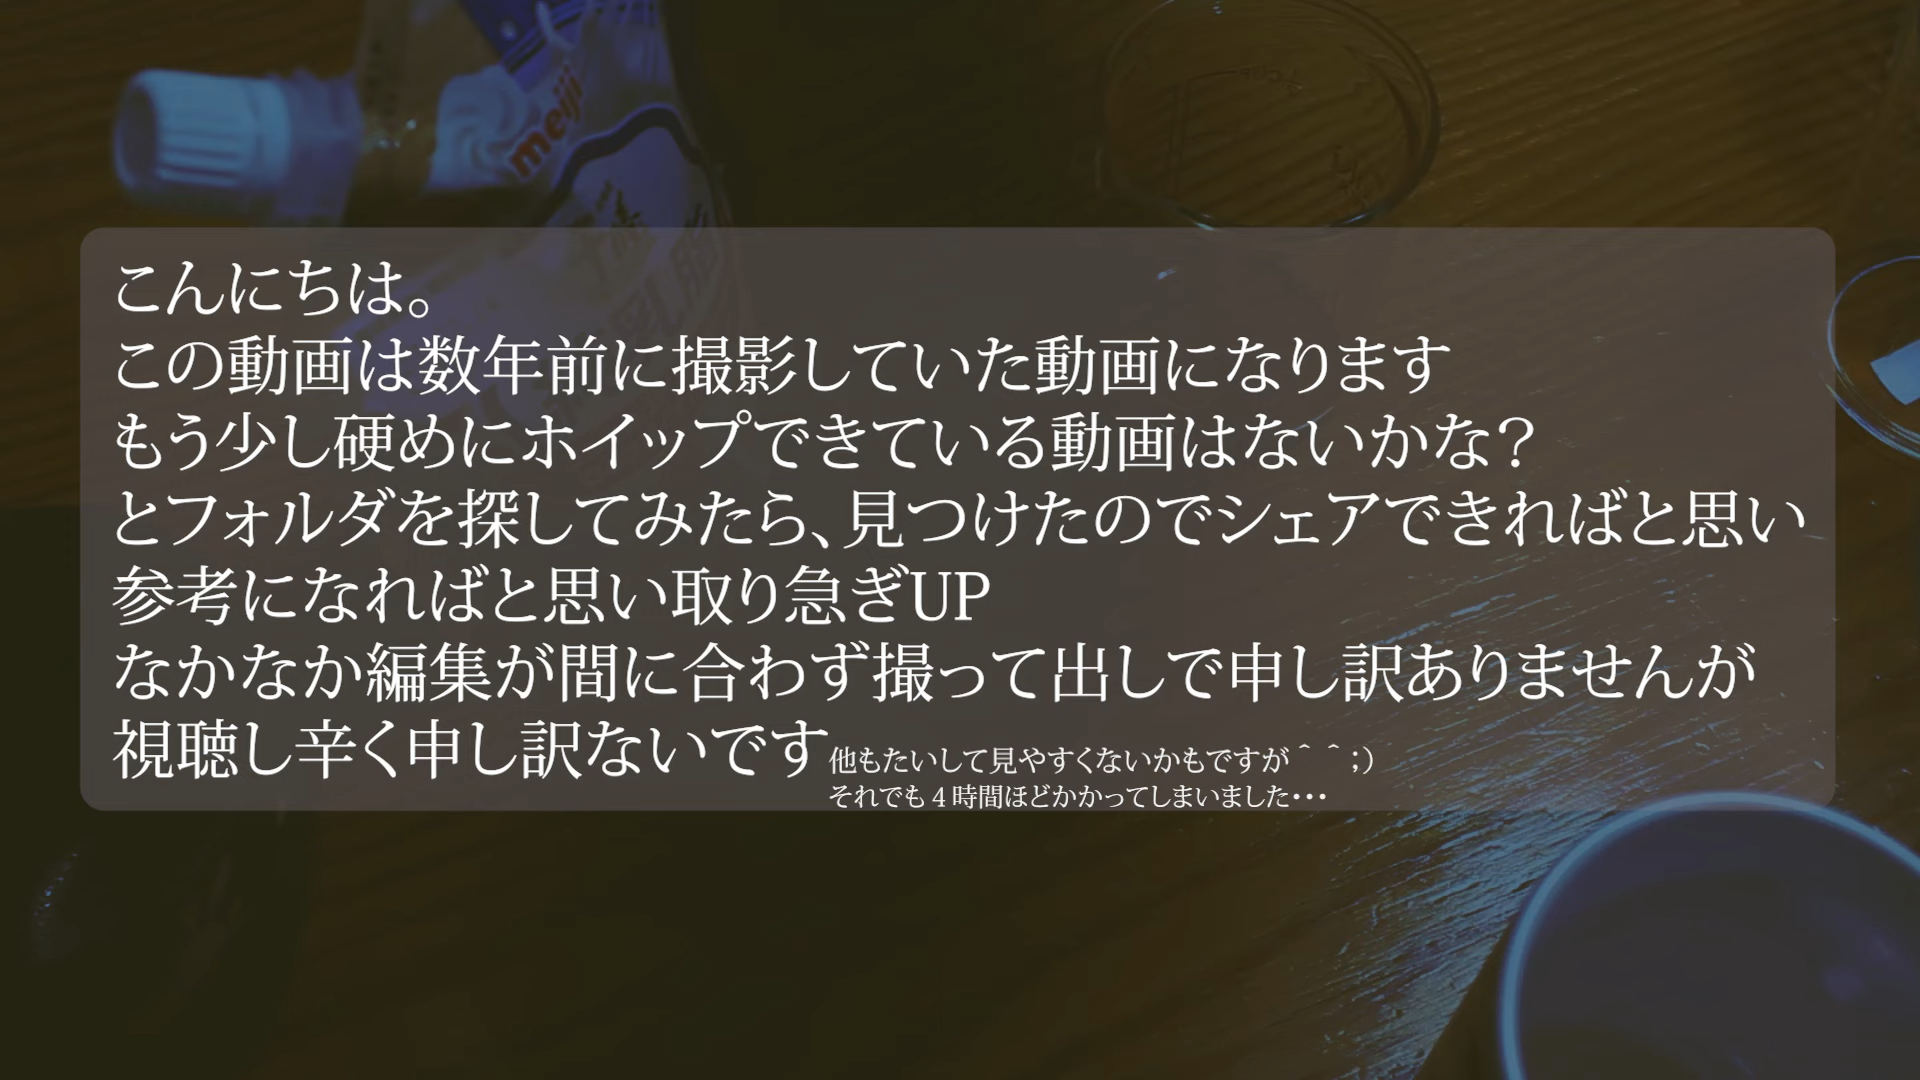 meiji
こんにちは。
この動画は数年前に撮影していた動画になります
もう少し硬めにホイップできている動画はないかな？
とフォルダを探してみたら、見つけたのでシェアできればと思い
参考になればと思い取り急ぎUP
なかなか編集が間に合わず撮って出しで申し訳ありませんが
視聴し辛く申し訳ないです他もたいして見やすくないかもですが＾＾；）
それでも４時間ほどかかってしまいました・・・